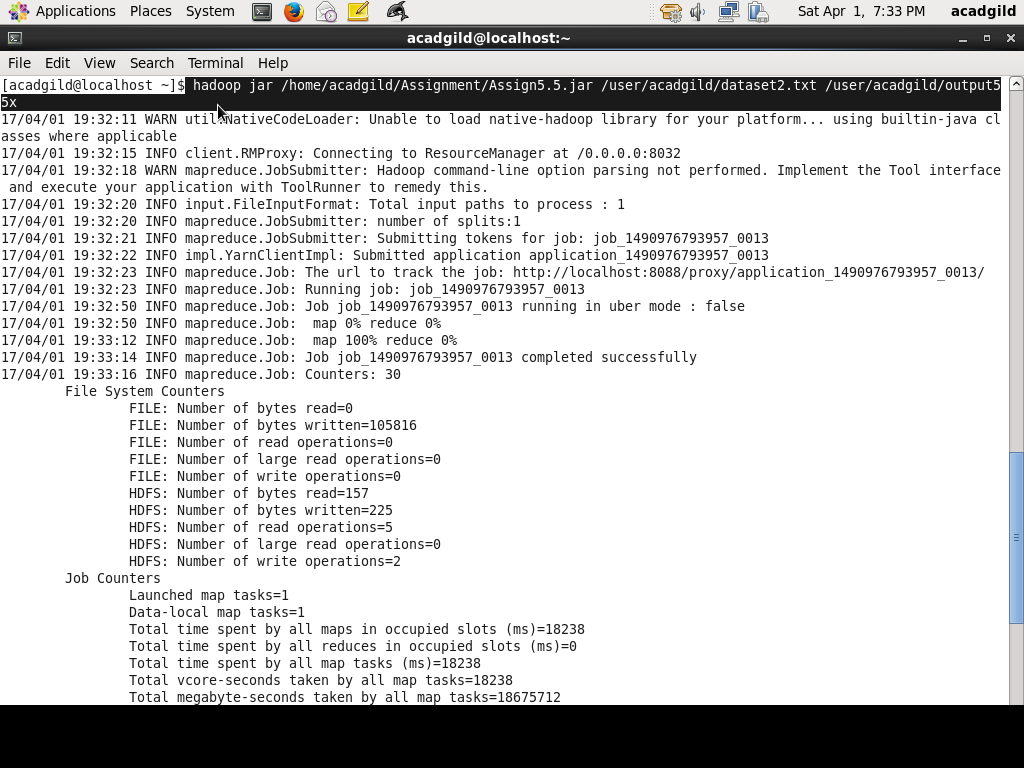 Applications Places System Sat Apr 1, 7:33 PM acadgild
acadgild@localhost:~
File Edit View Search Terminal Help
[acadgild@localhost ~]$ hadoop jar /home/acadgild/Assignment/Assign5.5.jar /user/acadgild/dataset2.txt /user/acadgild/output5
5x
17/04/01 19:32:11 WARN util.NativeCodeLoader: Unable to load native-hadoop library for your platform... using builtin-java cl
asses where applicable
17/04/01 19:32:15 INFO client.RMProxy: Connecting to ResourceManager at /0.0.0.0:8032
17/04/01 19:32:18 WARN mapreduce.JobSubmitter: Hadoop command-line option parsing not performed. Implement the Tool interface
 and execute your application with ToolRunner to remedy this.
17/04/01 19:32:20 INFO input.FileInputFormat: Total input paths to process : 1
17/04/01 19:32:20 INFO mapreduce.JobSubmitter: number of splits:1
17/04/01 19:32:21 INFO mapreduce.JobSubmitter: Submitting tokens for job: job_1490976793957_0013
17/04/01 19:32:22 INFO impl.YarnClientImpl: Submitted application application_1490976793957_0013
17/04/01 19:32:23 INFO mapreduce.Job: The url to track the job: http://localhost:8088/proxy/application_1490976793957_0013/
17/04/01 19:32:23 INFO mapreduce.Job: Running job: job_1490976793957_0013
17/04/01 19:32:50 INFO mapreduce.Job: Job job_1490976793957_0013 running in uber mode : false
17/04/01 19:32:50 INFO mapreduce.Job:  map 0% reduce 0%
17/04/01 19:33:12 INFO mapreduce.Job:  map 100% reduce 0%
17/04/01 19:33:14 INFO mapreduce.Job: Job job_1490976793957_0013 completed successfully
17/04/01 19:33:16 INFO mapreduce.Job: Counters: 30
File System Counters
FILE: Number of bytes read=0
FILE: Number of bytes written=105816
FILE: Number of read operations=0
FILE: Number of large read operations=0
FILE: Number of write operations=0
HDFS: Number of bytes read=157
HDFS: Number of bytes written=225
HDFS: Number of read operations=5
HDFS: Number of large read operations=0
HDFS: Number of write operations=2
Job Counters
Launched map tasks=1
Data-local map tasks=1
Total time spent by all maps in occupied slots (ms)=18238
Total time spent by all reduces in occupied slots (ms)=0
Total time spent by all map tasks (ms)=18238
Total vcore-seconds taken by all map tasks=18238
Total megabyte-seconds taken by all map tasks=18675712